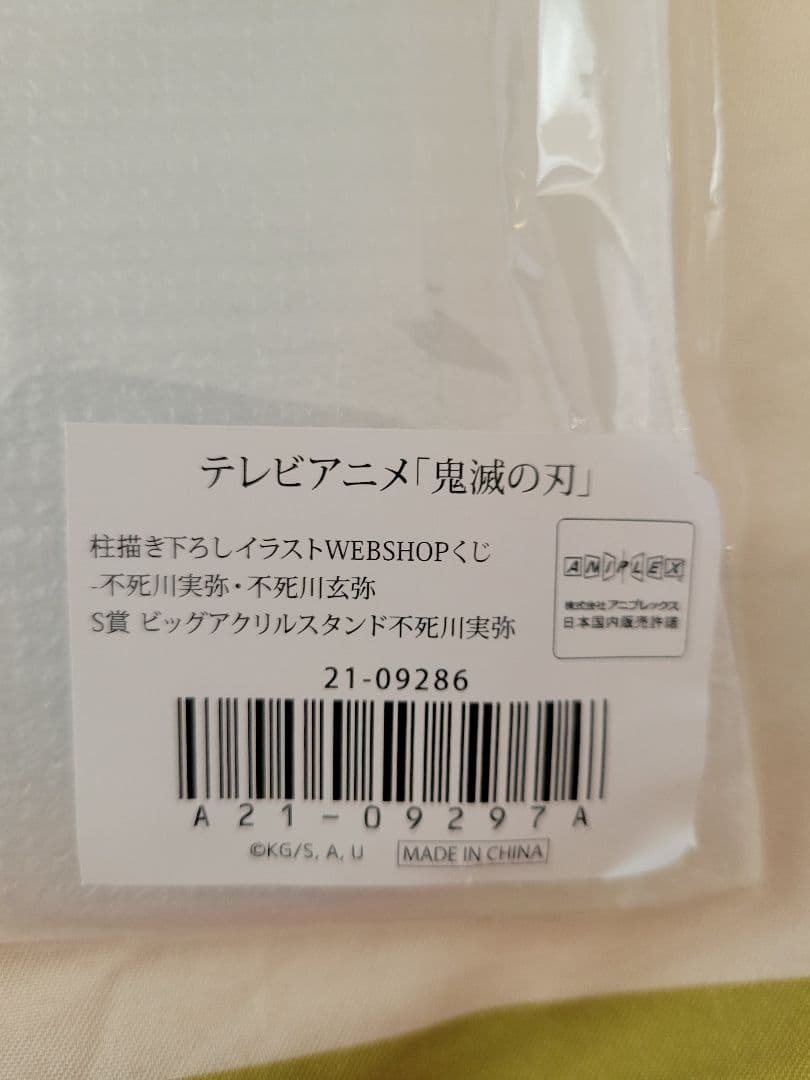 テレビアニメ「鬼滅の刃」
柱描き下ろしイラストWEBSHOPくじ
-不死川実弥・不死川玄弥
S賞 ビッグアクリルスタンド不死川実弥
ANIPLEX
株式会社アニプレックス
日本国内販売許諾
21-09286
A21-09297A
©KG/S, A, U
MADE IN CHINA